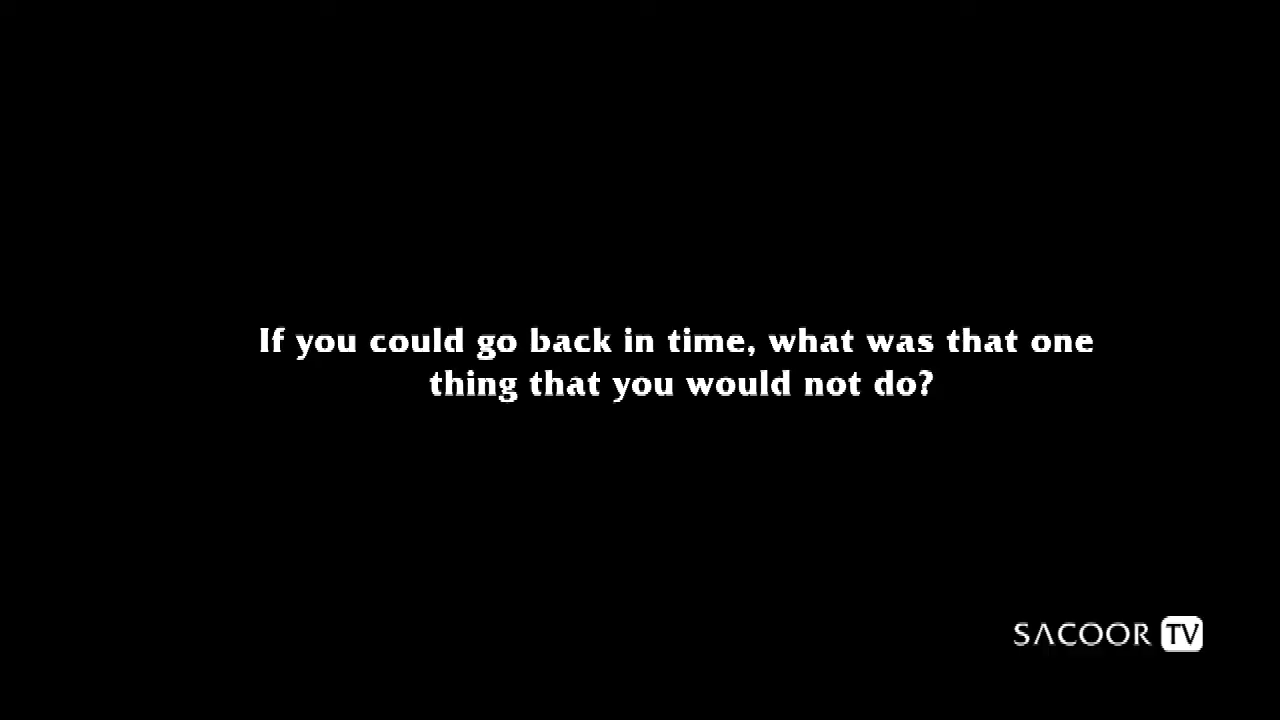 If you could go back in time, what was that one
thing that you would not do?
SACOOR TV